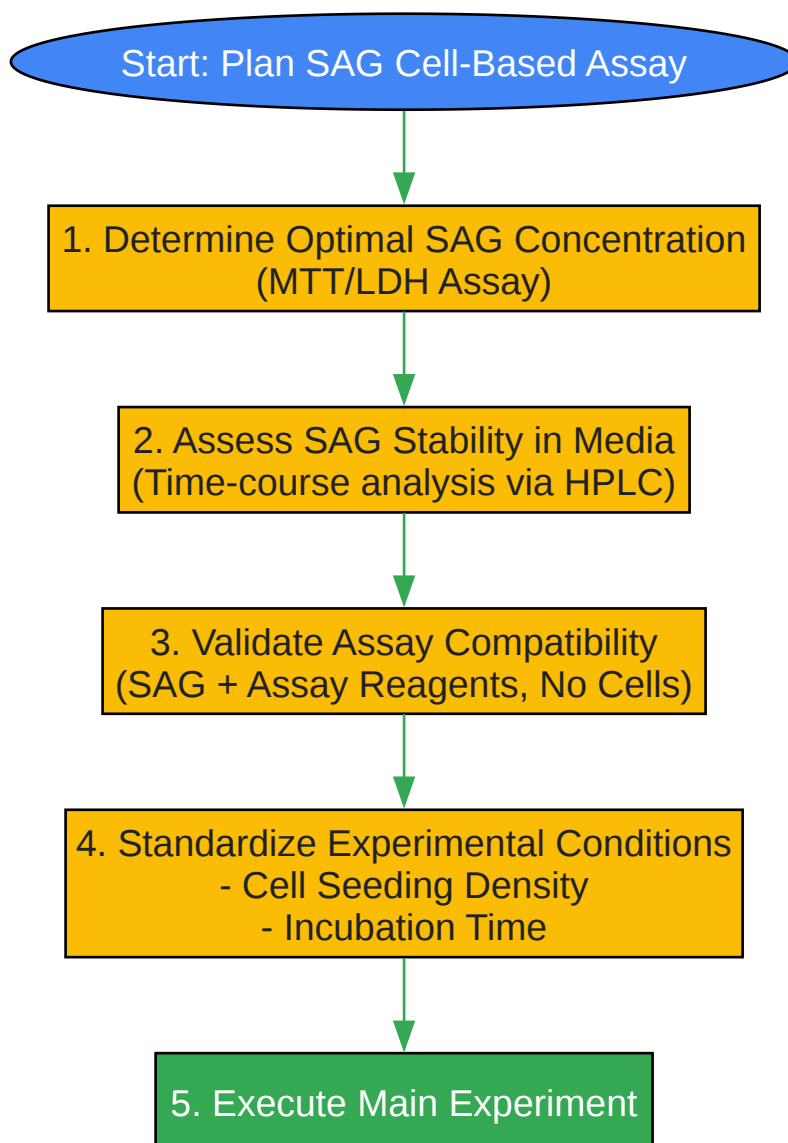 Start: Plan SAG Cell-Based Assay
1. Determine Optimal SAG Concentration
(MTT/LDH Assay)
2. Assess SAG Stability in Media
(Time-course analysis via HPLC)
3. Validate Assay Compatibility
(SAG + Assay Reagents, No Cells)
4. Standardize Experimental Conditions
- Cell Seeding Density
- Incubation Time
5. Execute Main Experiment